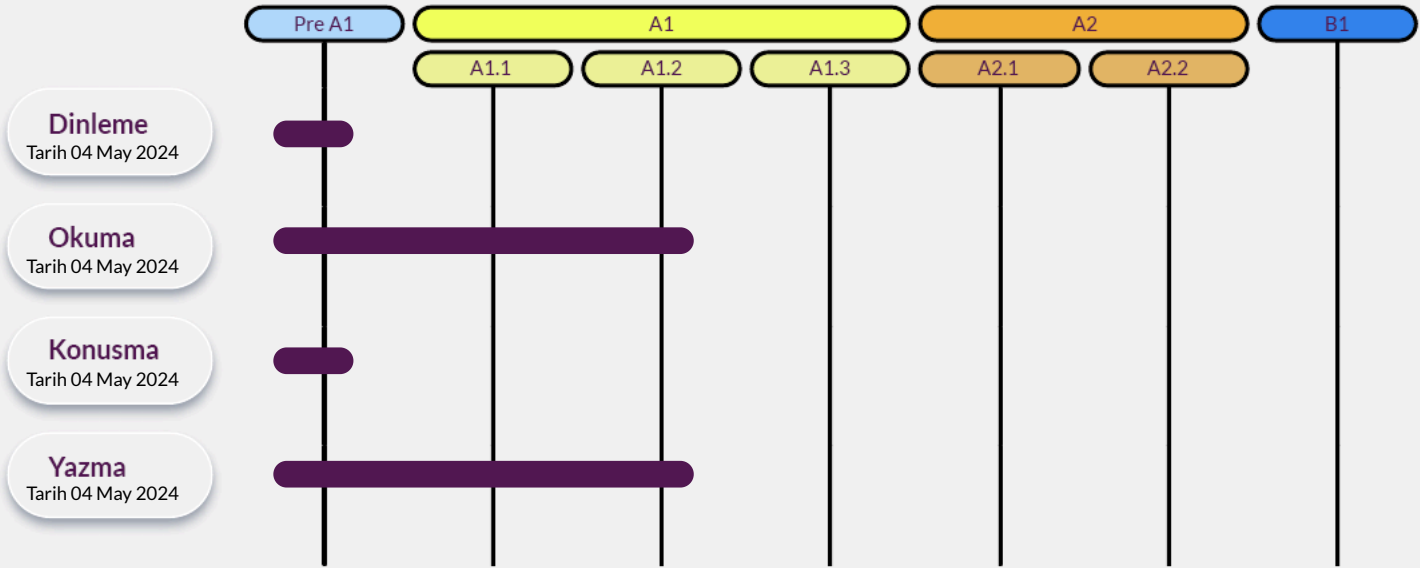 Pre A1 A1 A2 B1
A1.1 A1.2 A1.3 A2.1 A2.2
Dinleme
Tarih 04 May 2024
Okuma
Tarih 04 May 2024
Konusma
Tarih 04 May 2024
Yazma
Tarih 04 May 2024